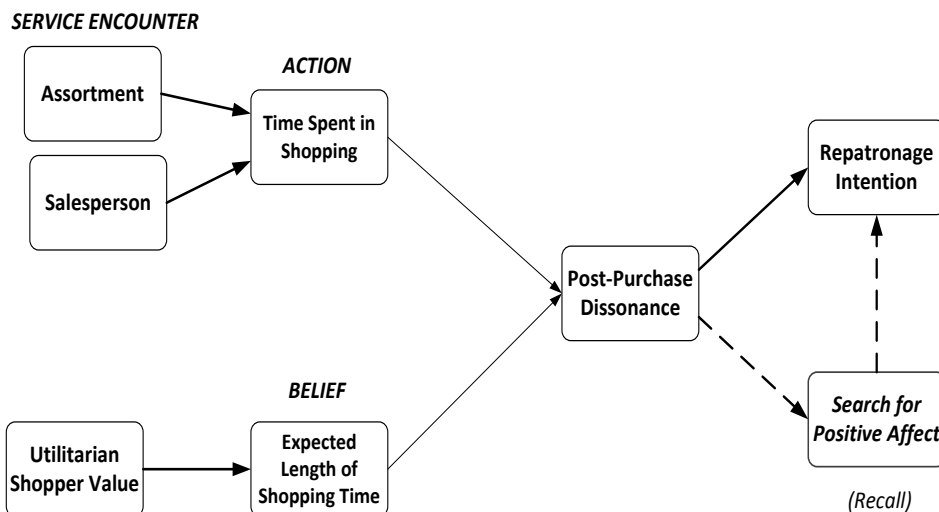 SERVICE ENCOUNTER
Assortment
Salesperson
ACTION
Time Spent in
Shopping
Utilitarian
Shopper Value
BELIEF
Expected
Length of
Shopping Time
Post-Purchase
Dissonance
Repatronage
Intention
Search for
Positive Affect
(Recall)